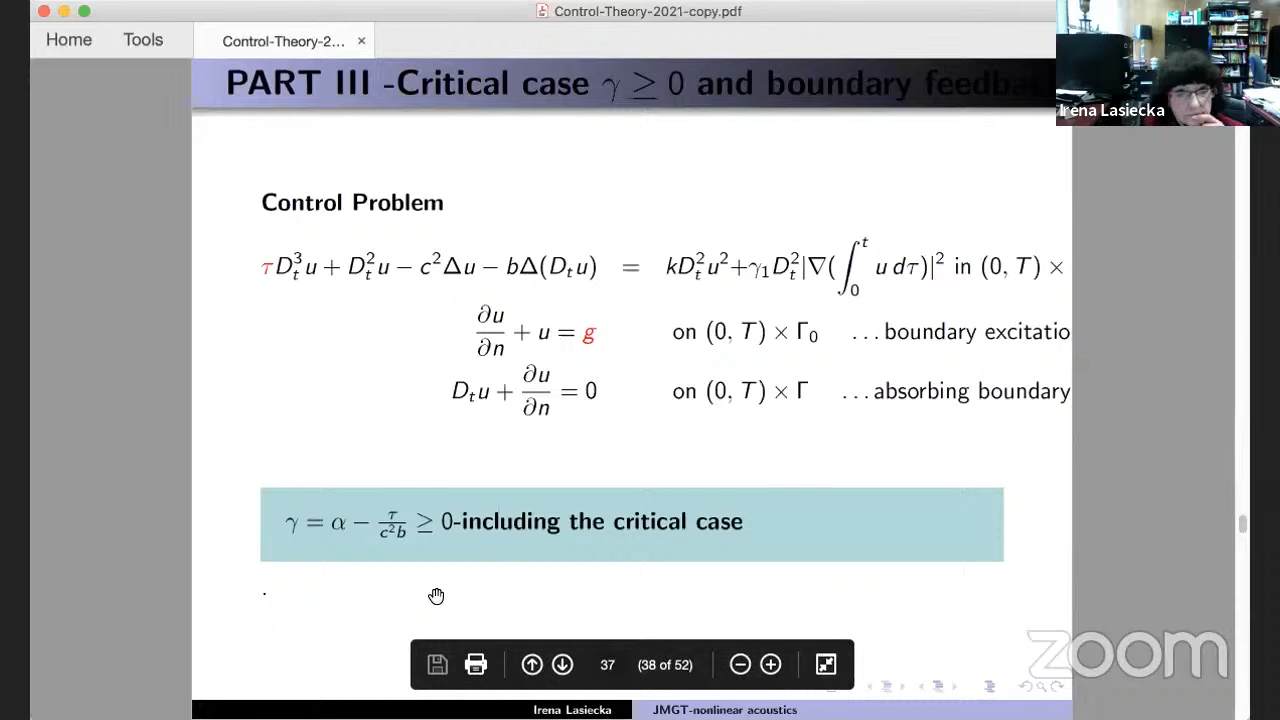 Control-Theory-2021-copy.pdf
Home Tools Control-Theory-2... ×
Irena Lasiecka
PART III -Critical case γ ≥ 0 and boundary feedba
Control Problem
τD_t^3 u + D_t^2 u − c^2 Δu − bΔ(D_t u) = kD_t^2 u^2+γ_1 D_t^2 |∇(∫_0^t u dτ)|^2 in (0, T) ×
∂u/∂n + u = g on (0, T) × Γ_0 ...boundary excitatio
D_t u + ∂u/∂n = 0 on (0, T) × Γ ...absorbing boundary
γ = α − τ/(c^2 b) ≥ 0-including the critical case
.
37 (38 of 52)
zoom
Irena Lasiecka JMGT-nonlinear acoustics